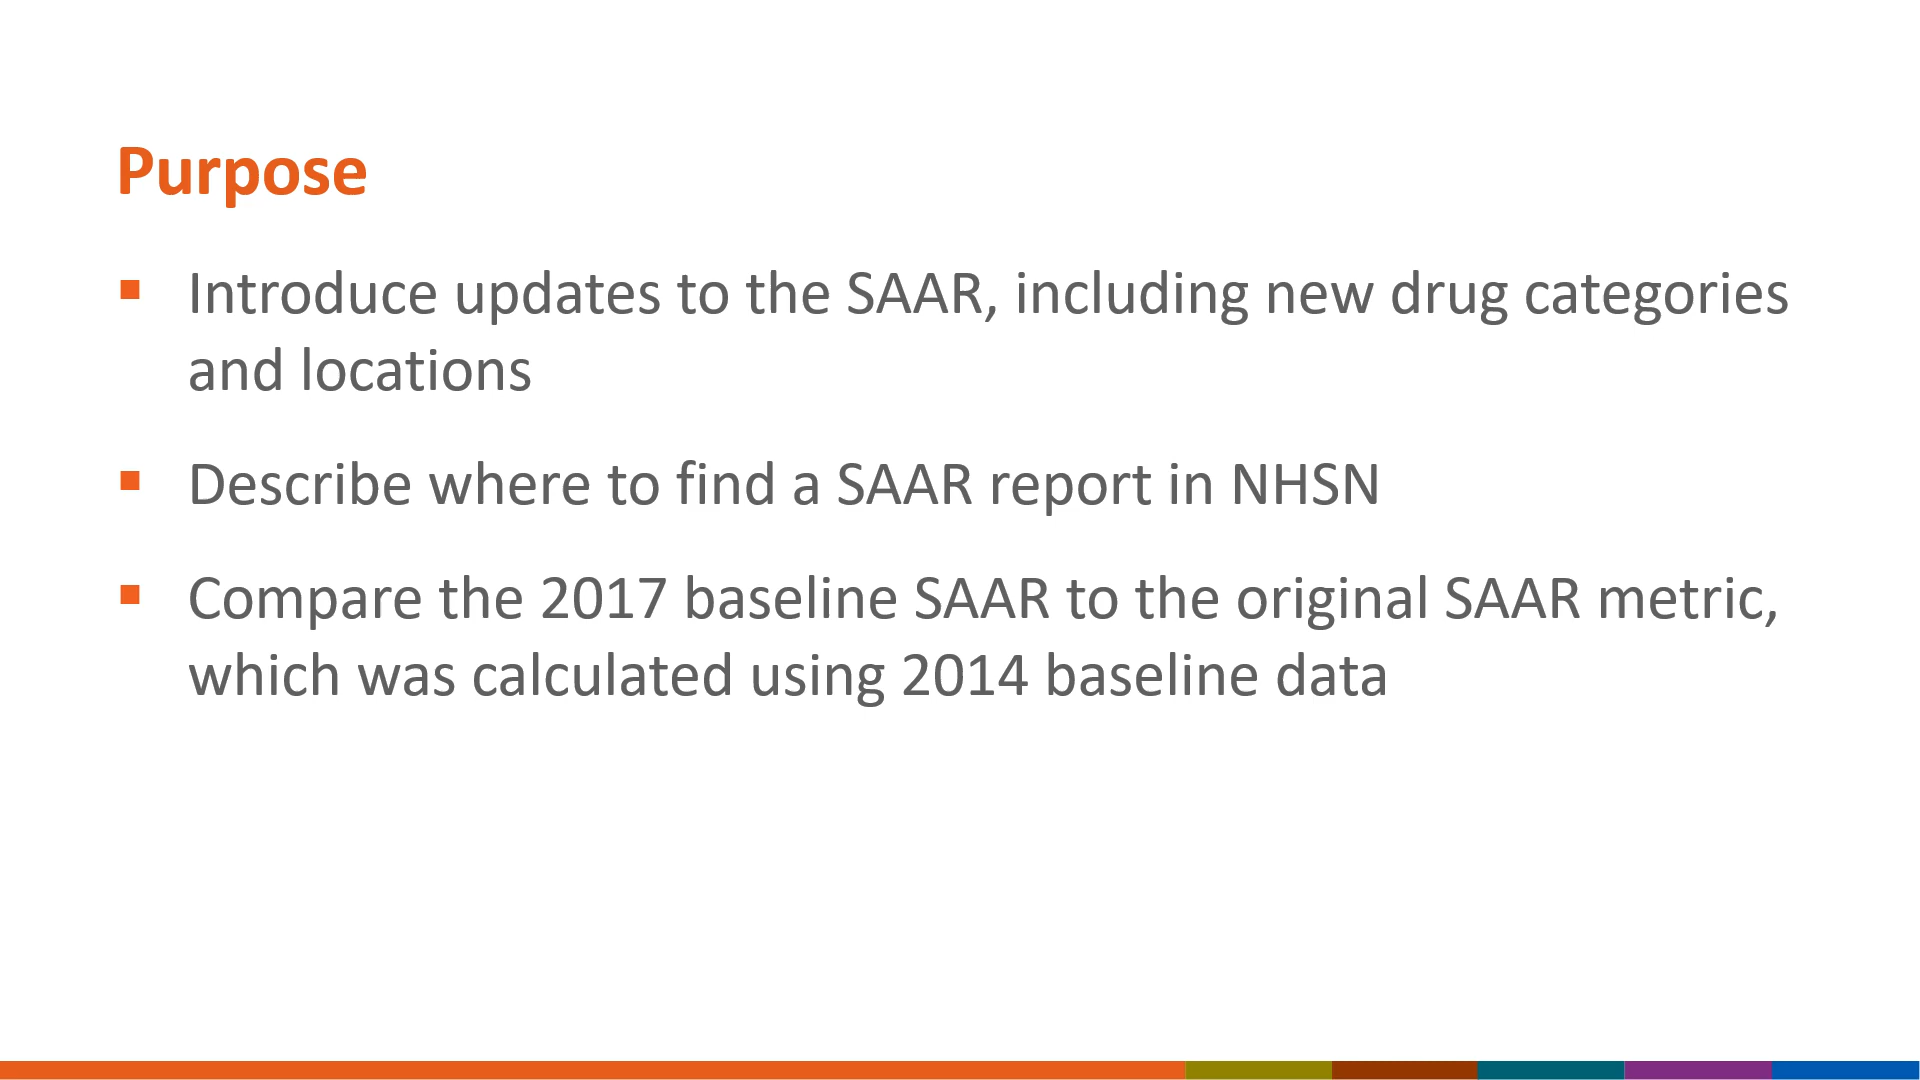 Purpose
▪ Introduce updates to the SAAR, including new drug categories
and locations
▪ Describe where to find a SAAR report in NHSN
▪ Compare the 2017 baseline SAAR to the original SAAR metric,
which was calculated using 2014 baseline data